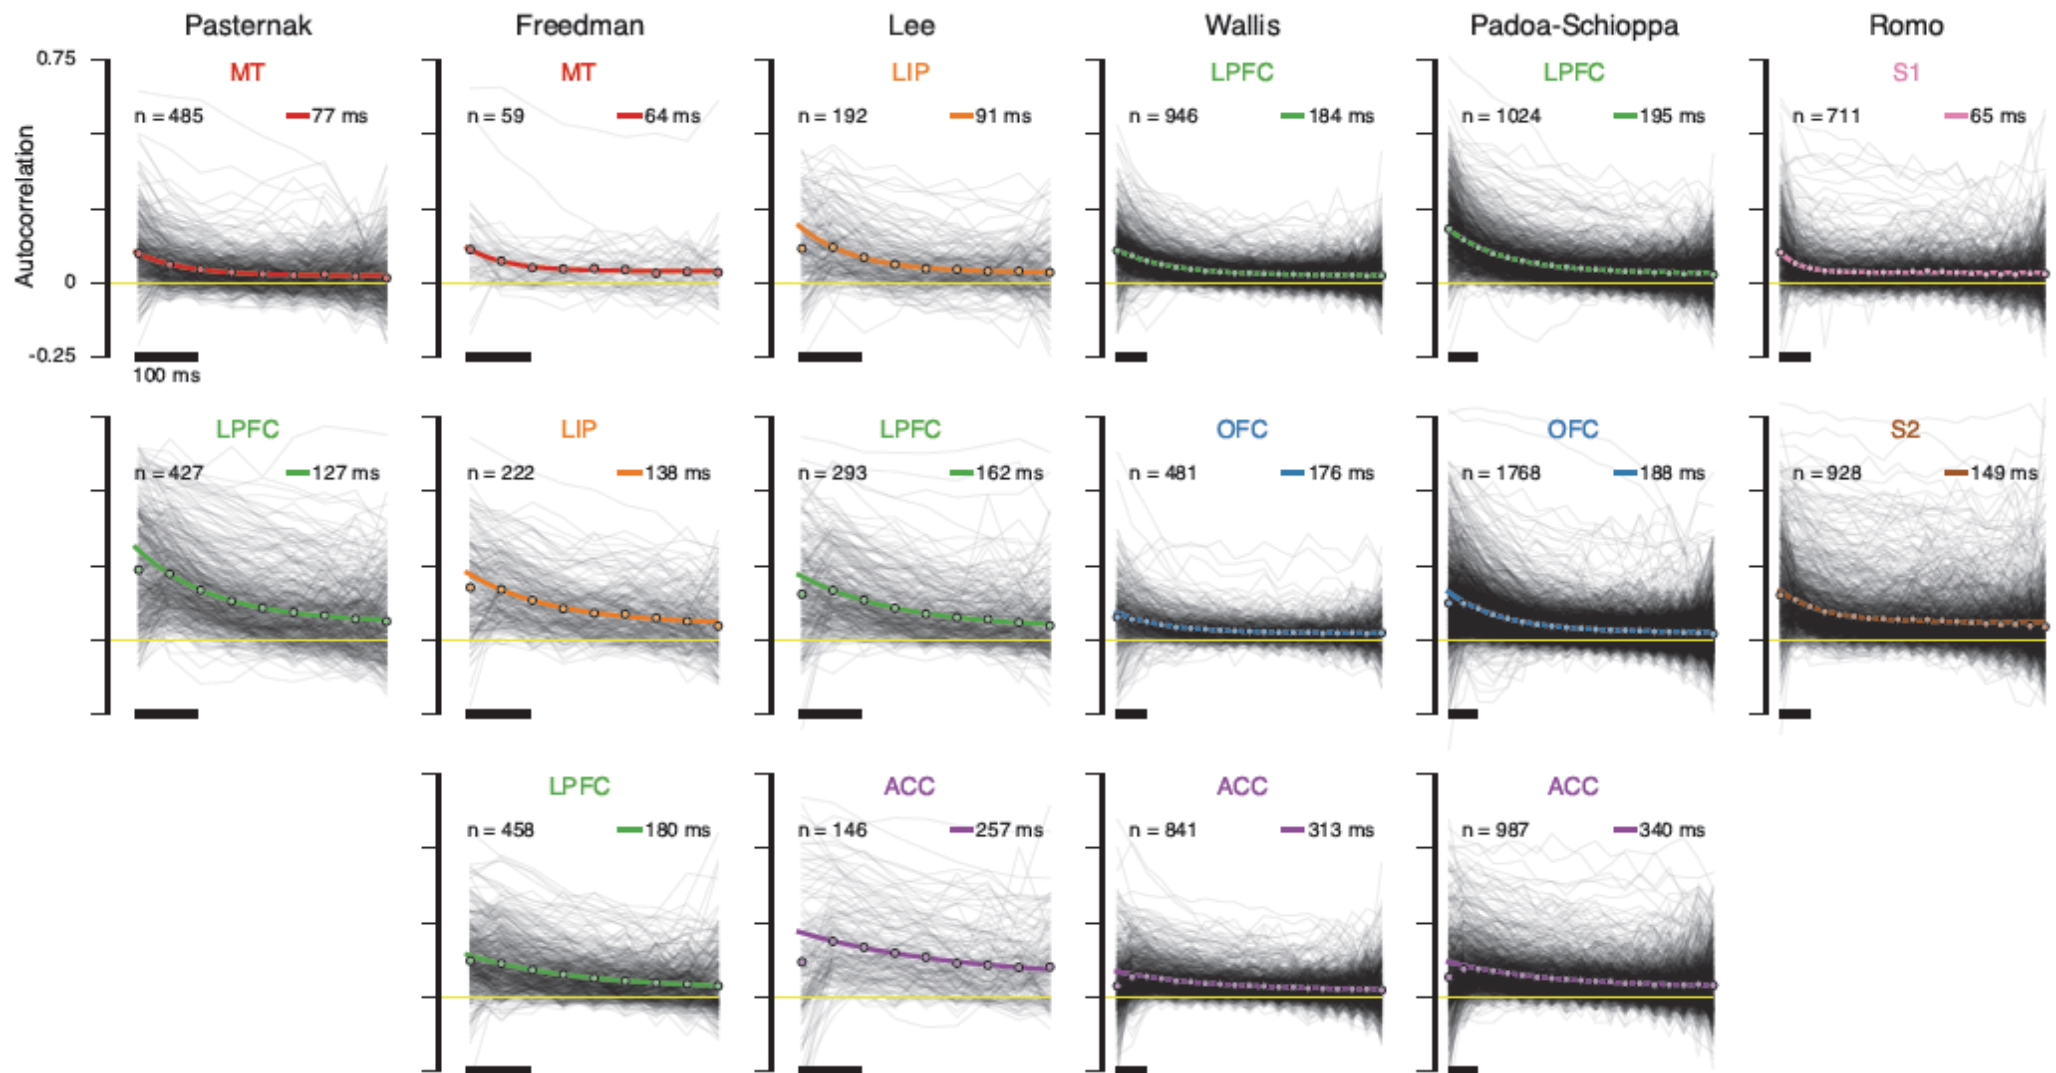 Pasternak Freedman Lee Wallis Padoa-Schioppa Romo
0.75
MT MT LIP LPFC LPFC S1
n = 485 77 ms n = 59 64 ms n = 192 91 ms n = 946 184 ms n = 1024 195 ms n = 711 65 ms
Autocorrelation
0
-0.25
100 ms
LPFC LIP LPFC OFC OFC S2
n = 427 127 ms n = 222 138 ms n = 293 162 ms n = 481 176 ms n = 1768 188 ms n = 928 149 ms
LPFC ACC ACC ACC
n = 458 180 ms n = 146 257 ms n = 841 313 ms n = 987 340 ms